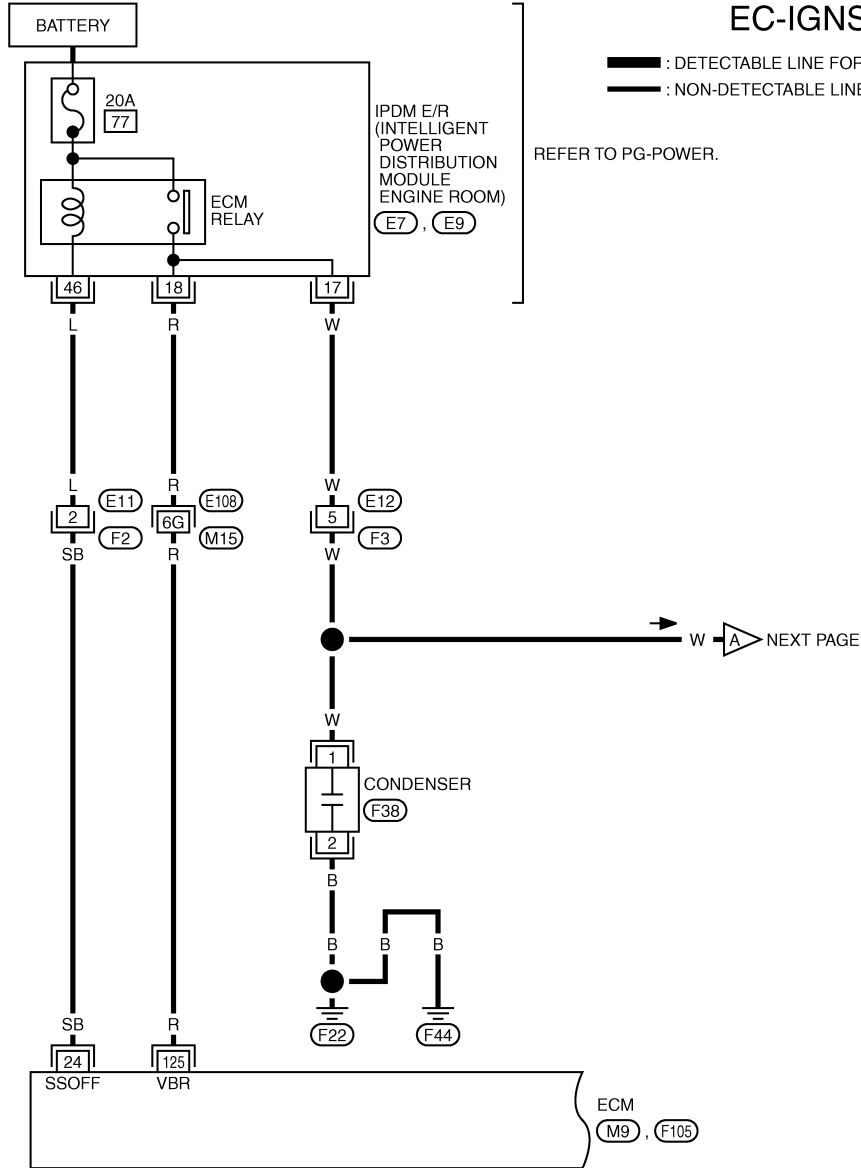 EC-IGNS
BATTERY
: DETECTABLE LINE FOR
: NON-DETECTABLE LINE
20A
77
IPDM E/R
(INTELLIGENT
POWER
DISTRIBUTION
MODULE
ENGINE ROOM)
E7 , E9
REFER TO PG-POWER.
ECM
RELAY
46 18 17
L R W
L R W
E11 E108 E12
2 6G 5
F2 M15 F3
SB R W
W A NEXT PAGE
W
1
CONDENSER
F38
2
B
B B B
F22 F44
SB R
24 125
SSOFF VBR
ECM
M9 , F105